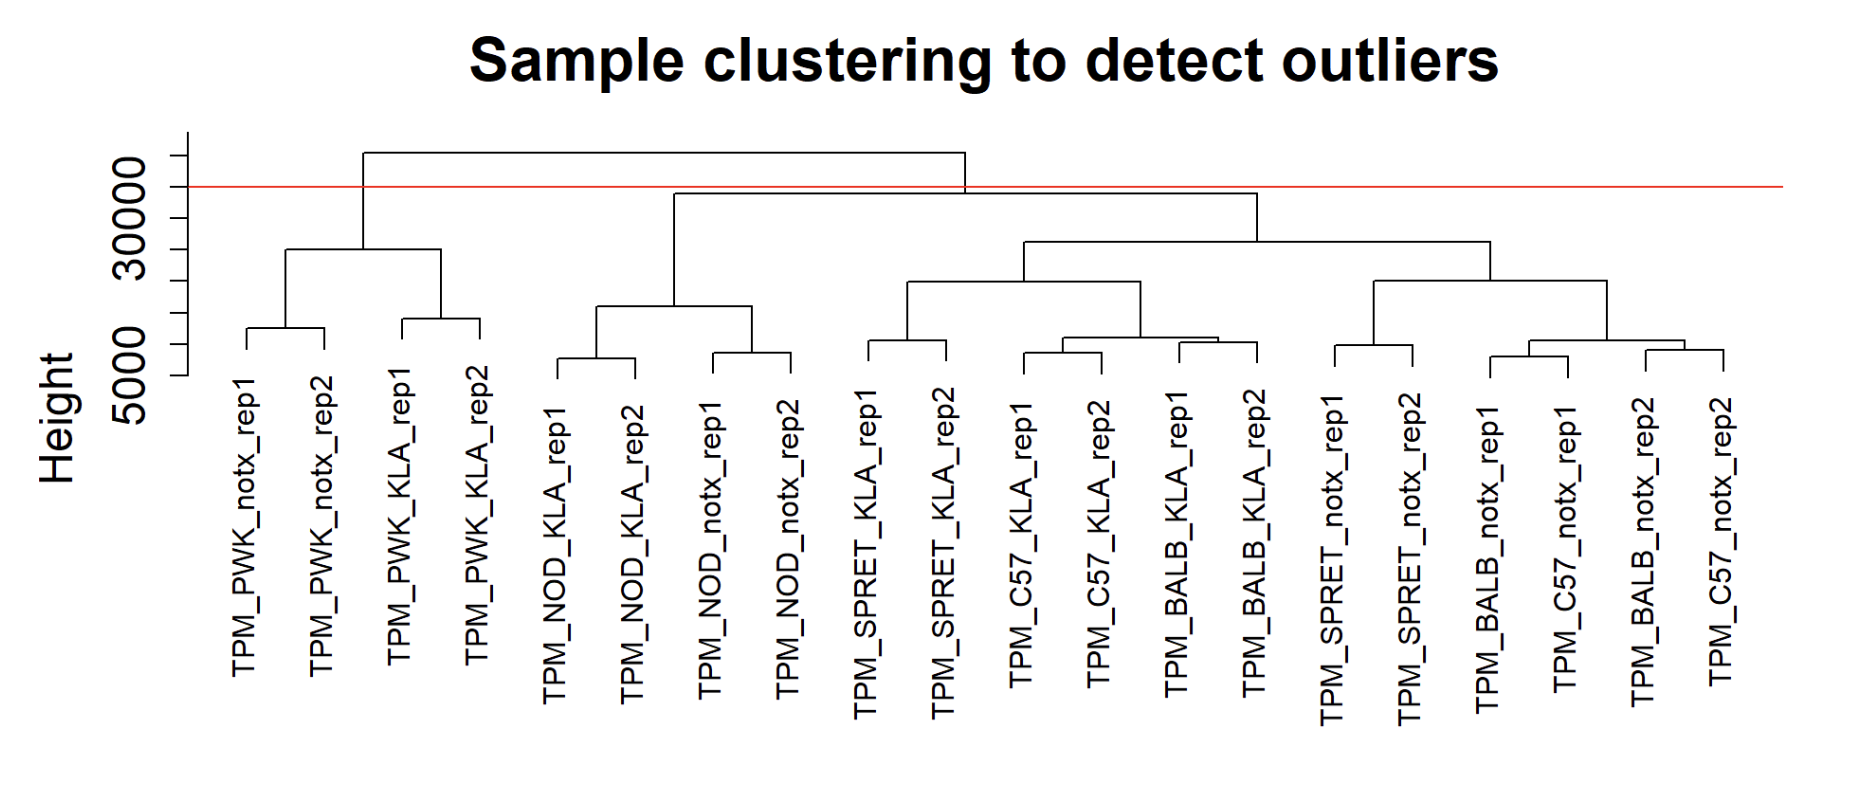 Sample clustering to detect outliers
Height
5000
30000
TPM_PWK_notx_rep1
TPM_PWK_notx_rep2
TPM_PWK_KLA_rep1
TPM_PWK_KLA_rep2
TPM_NOD_KLA_rep1
TPM_NOD_KLA_rep2
TPM_NOD_notx_rep1
TPM_NOD_notx_rep2
TPM_SPRET_KLA_rep1
TPM_SPRET_KLA_rep2
TPM_C57_KLA_rep1
TPM_C57_KLA_rep2
TPM_BALB_KLA_rep1
TPM_BALB_KLA_rep2
TPM_SPRET_notx_rep1
TPM_SPRET_notx_rep2
TPM_BALB_notx_rep1
TPM_C57_notx_rep1
TPM_BALB_notx_rep2
TPM_C57_notx_rep2